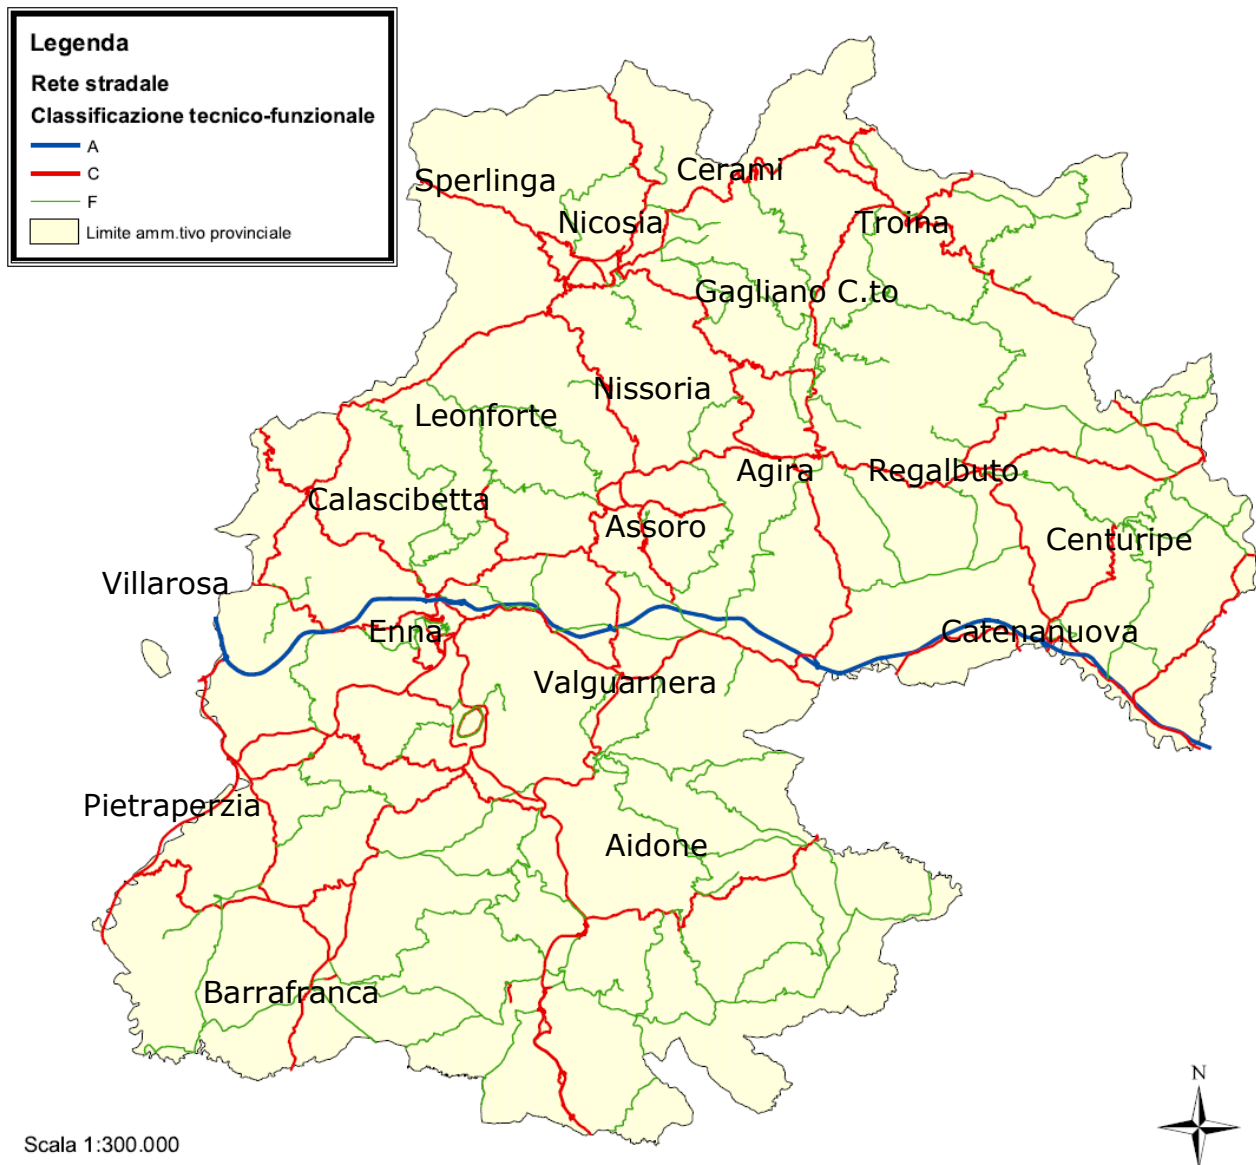 Legenda
Rete stradale
Classificazione tecnico-funzionale
A
C
F
Limite amm.tivo provinciale
Cerami
Sperlinga
Nicosia
Troina
Gagliano C.to
Nissoria
Leonforte
Agira
Regalbuto
Calascibetta
Assoro
Centuripe
Villarosa
Enna
Catenanuova
Valguarnera
Pietraperzia
Aidone
Barrafranca
N
Scala 1:300.000